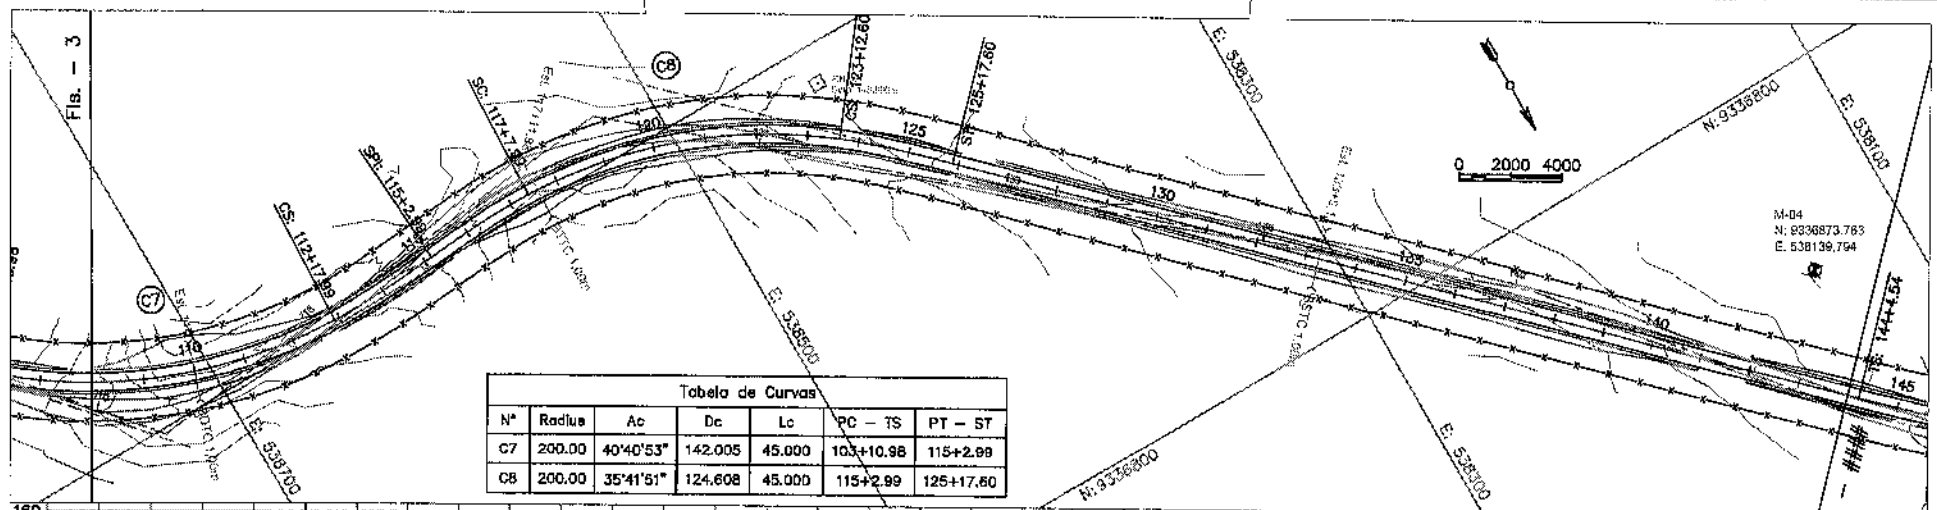 Fls. - 3
C7
110
E: 538700
CS: 112+17.99
SPI: 115+2.99
SC: 117+7.99
C8
120
E: 538500
CS 123+12.60
125
ST 125+17.60
130
E: 538300
0 2000 4000
N: 9336800
E: 538100
M-04
N: 9336873.763
E: 538139,794
144+4.54
140
145
E: 538300
N: 9336800
Tabela de Curvas
N° Radius Ac Dc Lc PC - TS PT - ST
C7 200.00 40°40'53" 142.005 45.000 103+10.98 115+2.99
C8 200.00 35°41'51" 124.608 45.000 115+2.99 125+17.60
160